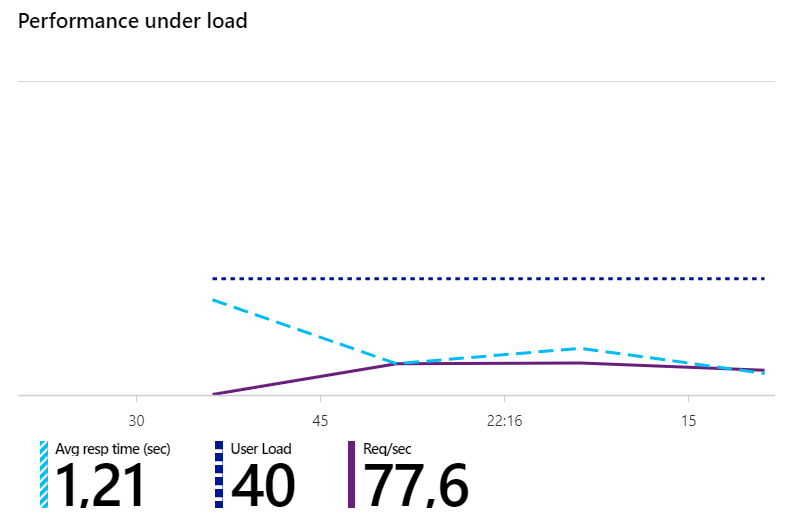 Performance under load
30 45 22:16 15
Avg resp time (sec) User Load Req/sec
1,21 40 77,6